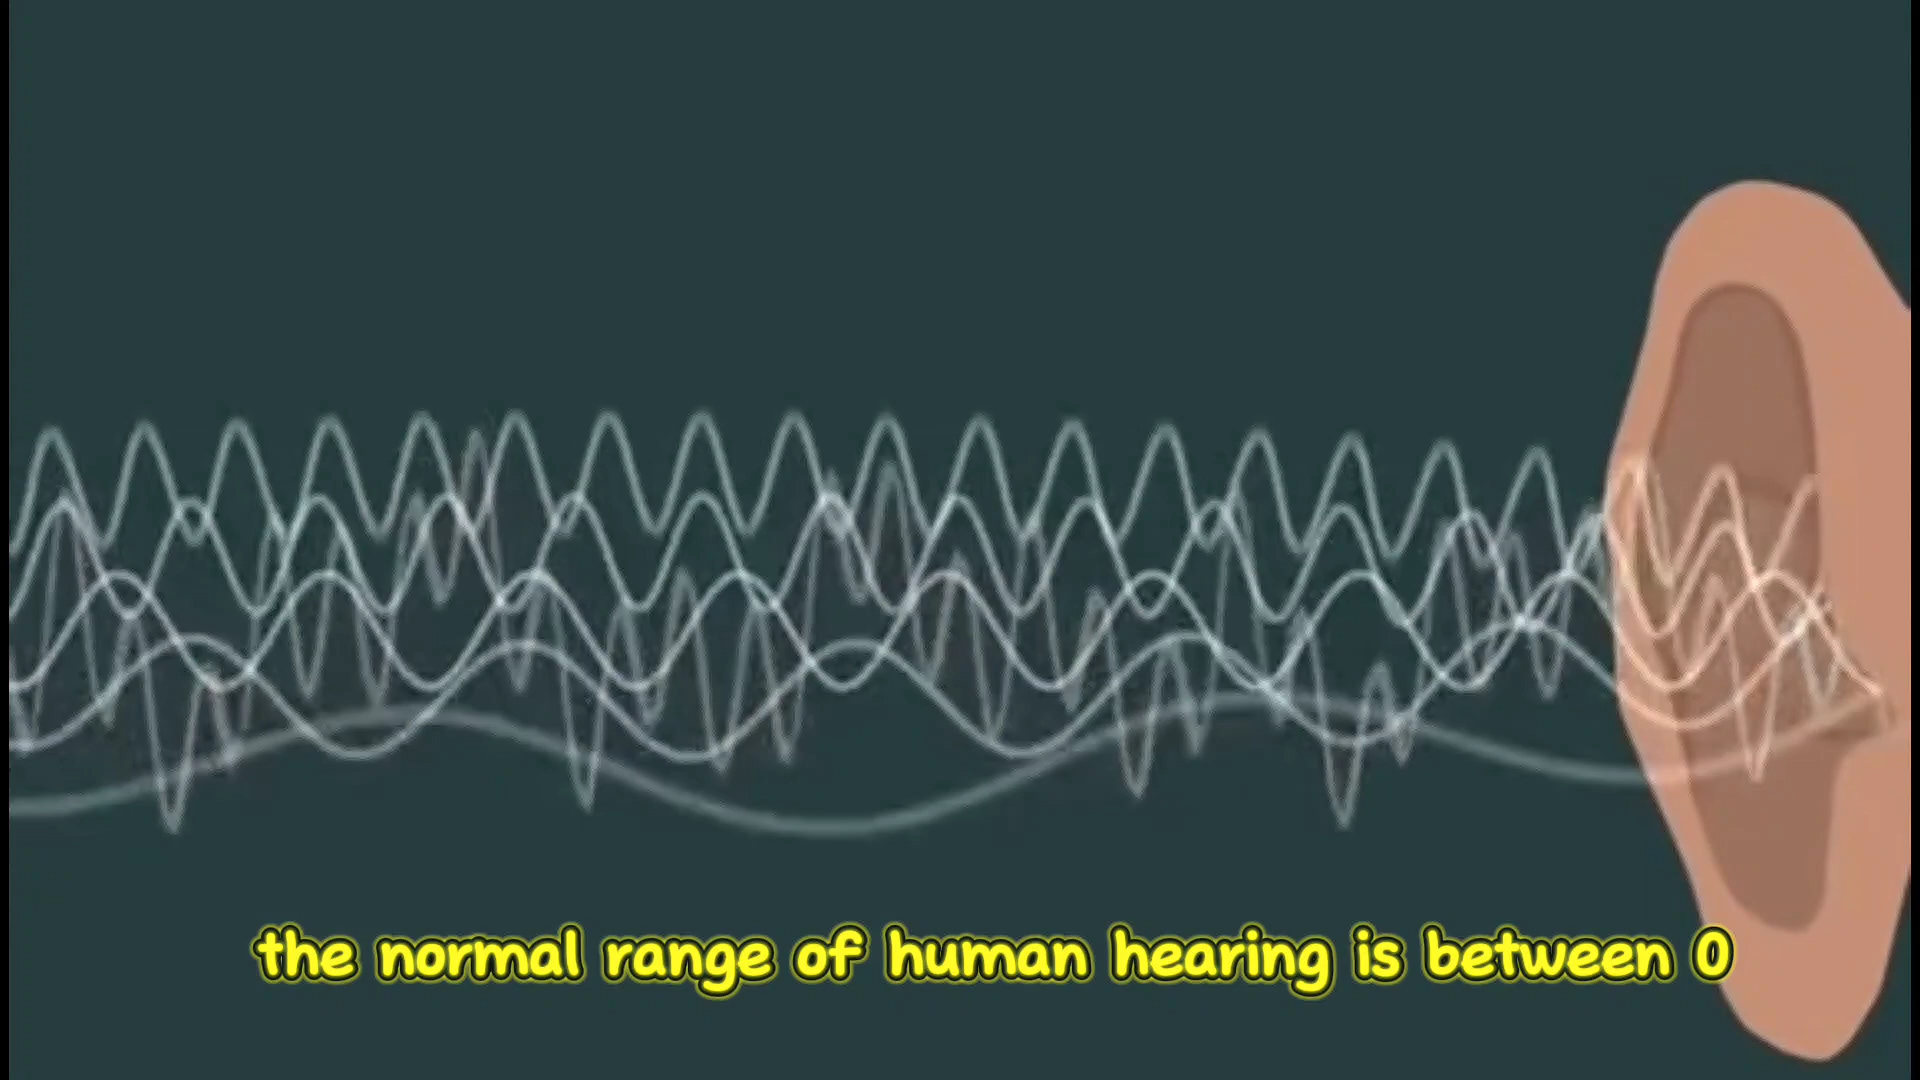 the normal range of human hearing is between 0